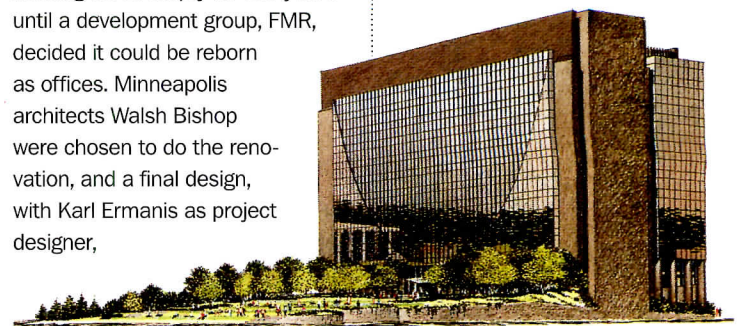 until a development group, FMR,
decided it could be reborn
as offices. Minneapolis
architects Walsh Bishop
were chosen to do the reno-
vation, and a final design,
with Karl Ermanis as project
designer,